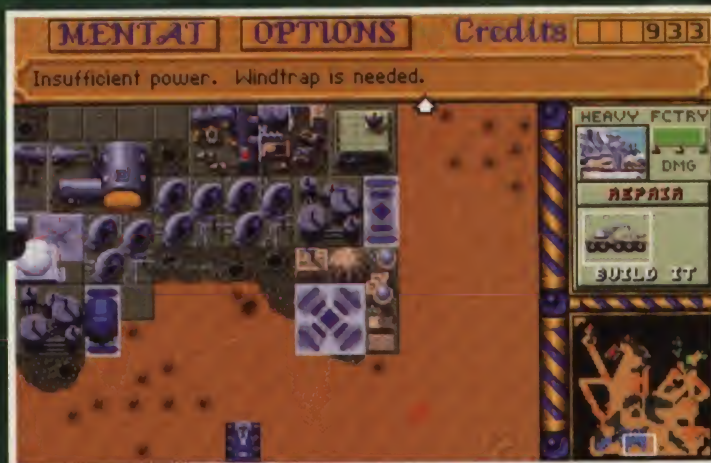 MENTAT OPTIONS Credits 933
Insufficient power. Windtrap is needed.
HEAVY FCTRY
DMG
REPAIR
BUILD IT